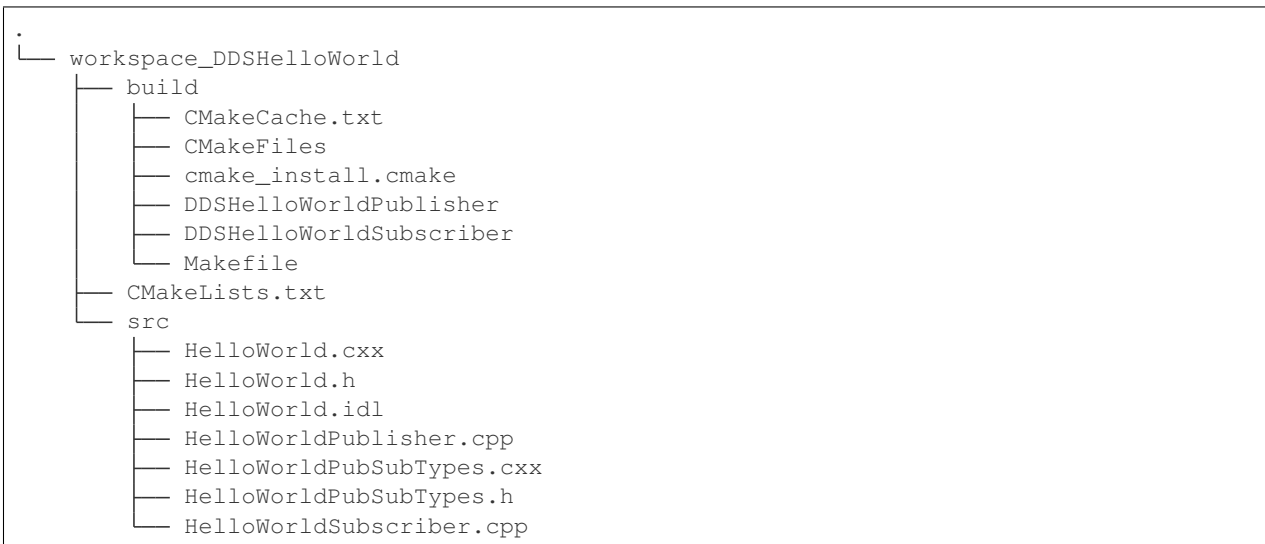 .
└── workspace_DDSHelloWorld
    ├── build
    │   ├── CMakeCache.txt
    │   ├── CMakeFiles
    │   ├── cmake_install.cmake
    │   ├── DDSHelloWorldPublisher
    │   ├── DDSHelloWorldSubscriber
    │   └── Makefile
    ├── CMakeLists.txt
    └── src
        ├── HelloWorld.cxx
        ├── HelloWorld.h
        ├── HelloWorld.idl
        ├── HelloWorldPublisher.cpp
        ├── HelloWorldPubSubTypes.cxx
        ├── HelloWorldPubSubTypes.h
        └── HelloWorldSubscriber.cpp